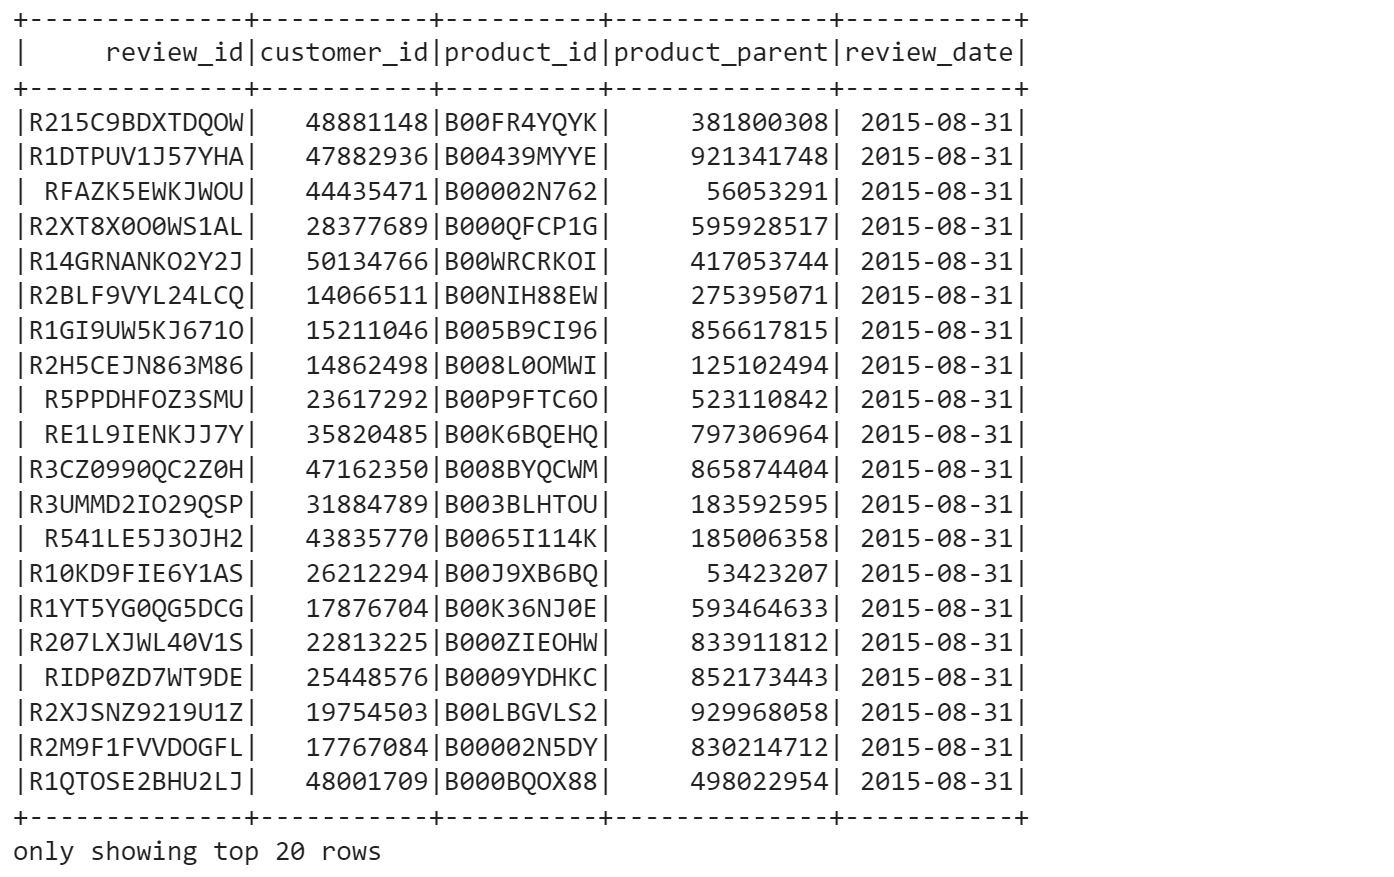 +--------------+-----------+----------+--------------+-----------+
|     review_id|customer_id|product_id|product_parent|review_date|
+--------------+-----------+----------+--------------+-----------+
|R215C9BDXTDQOW|   48881148|B00FR4YQYK|     381800308| 2015-08-31|
|R1DTPUV1J57YHA|   47882936|B00439MYYE|     921341748| 2015-08-31|
| RFAZK5EWKJWOU|   44435471|B00002N762|      56053291| 2015-08-31|
|R2XT8X0O0WS1AL|   28377689|B000QFCP1G|     595928517| 2015-08-31|
|R14GRNANKO2Y2J|   50134766|B00WRCRKOI|     417053744| 2015-08-31|
|R2BLF9VYL24LCQ|   14066511|B00NIH88EW|     275395071| 2015-08-31|
|R1GI9UW5KJ671O|   15211046|B005B9CI96|     856617815| 2015-08-31|
|R2H5CEJN863M86|   14862498|B008L0OMWI|     125102494| 2015-08-31|
| R5PPDHFOZ3SMU|   23617292|B00P9FTC6O|     523110842| 2015-08-31|
| RE1L9IENKJJ7Y|   35820485|B00K6BQEHQ|     797306964| 2015-08-31|
|R3CZ0990QC2Z0H|   47162350|B008BYQCWM|     865874404| 2015-08-31|
|R3UMMD2IO29QSP|   31884789|B003BLHTOU|     183592595| 2015-08-31|
| R541LE5J3OJH2|   43835770|B0065I114K|     185006358| 2015-08-31|
|R10KD9FIE6Y1AS|   26212294|B00J9XB6BQ|      53423207| 2015-08-31|
|R1YT5YG0QG5DCG|   17876704|B00K36NJ0E|     593464633| 2015-08-31|
|R207LXJWL40V1S|   22813225|B000ZIEOHW|     833911812| 2015-08-31|
| RIDP0ZD7WT9DE|   25448576|B0009YDHKC|     852173443| 2015-08-31|
|R2XJSNZ9219U1Z|   19754503|B00LBGVLS2|     929968058| 2015-08-31|
|R2M9F1FVVDOGFL|   17767084|B00002N5DY|     830214712| 2015-08-31|
|R1QTOSE2BHU2LJ|   48001709|B000BQOX88|     498022954| 2015-08-31|
+--------------+-----------+----------+--------------+-----------+
only showing top 20 rows